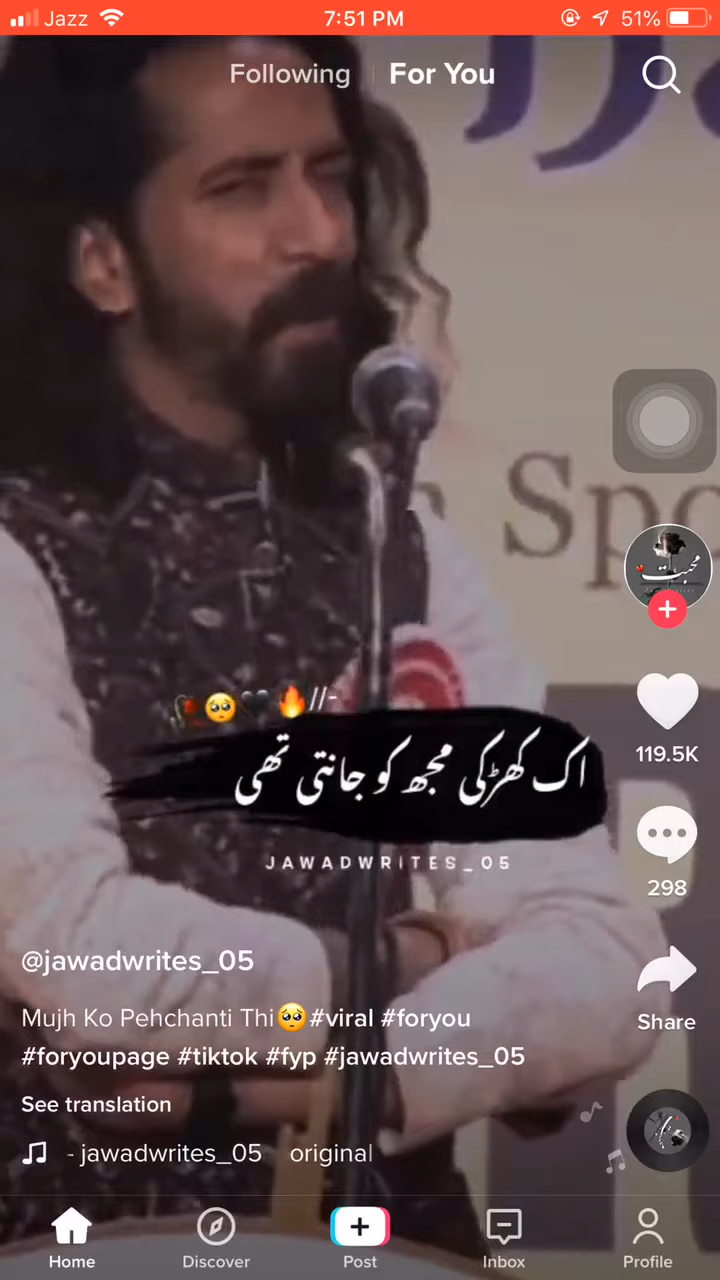 Jazz 7:51 PM 51%
Following For You
Spo
محبت
119.5K
🥺🖤🔥//-
اک کھڑکی مجھ کو جانتی تھی
JAWADWRITES_05
298
@jawadwrites_05
Mujh Ko Pehchanti Thi🥺#viral #foryou
#foryoupage #tiktok #fyp #jawadwrites_05
Share
See translation
- jawadwrites_05 original
Home Discover Post Inbox Profile